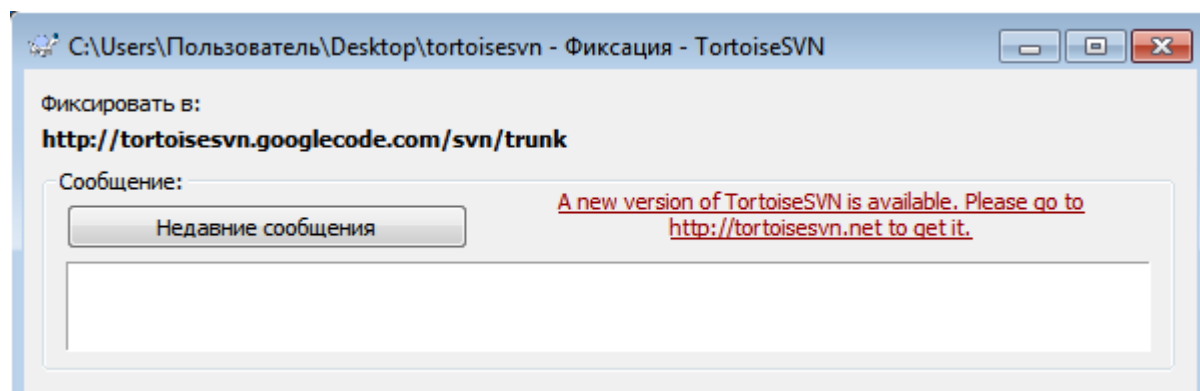 C:\Users\Пользователь\Desktop\tortoisesvn - Фиксация - TortoiseSVN
Фиксировать в:
http://tortoisesvn.googlecode.com/svn/trunk
Сообщение:
Недавние сообщения
A new version of TortoiseSVN is available. Please go to
http://tortoisesvn.net to get it.